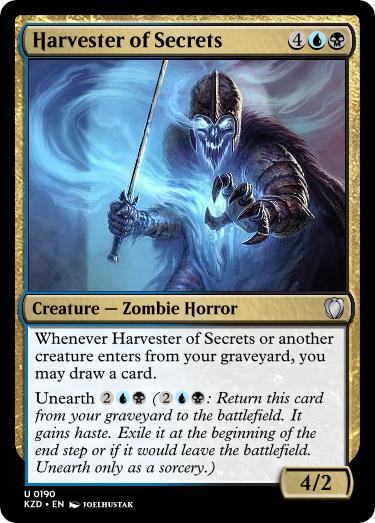 Harvester of Secrets 4
Creature — Zombie Horror
Whenever Harvester of Secrets or another
creature enters from your graveyard, you
may draw a card.
Unearth 2 (2 : Return this card
from your graveyard to the battlefield. It
gains haste. Exile it at the beginning of the
end step or if it would leave the battlefield.
Unearth only as a sorcery.)
4/2
U 0190
KZD • EN JOELHUSTAK